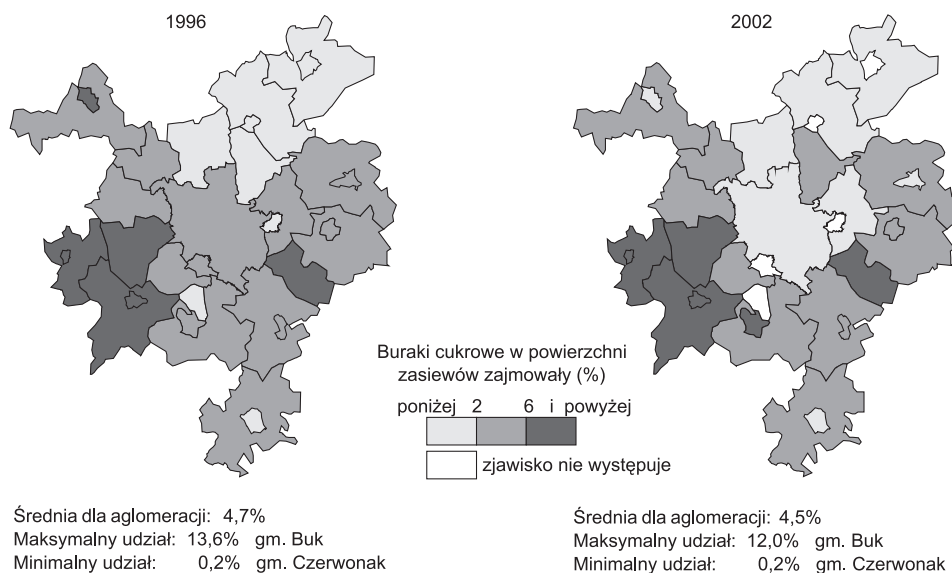 1996
2002
Buraki cukrowe w powierzchni
zasiewów zajmowały (%)
poniżej 2 6 i powyżej
zjawisko nie występuje
Średnia dla aglomeracji: 4,7%
Maksymalny udział: 13,6% gm. Buk
Minimalny udział: 0,2% gm. Czerwonak
Średnia dla aglomeracji: 4,5%
Maksymalny udział: 12,0% gm. Buk
Minimalny udział: 0,2% gm. Czerwonak